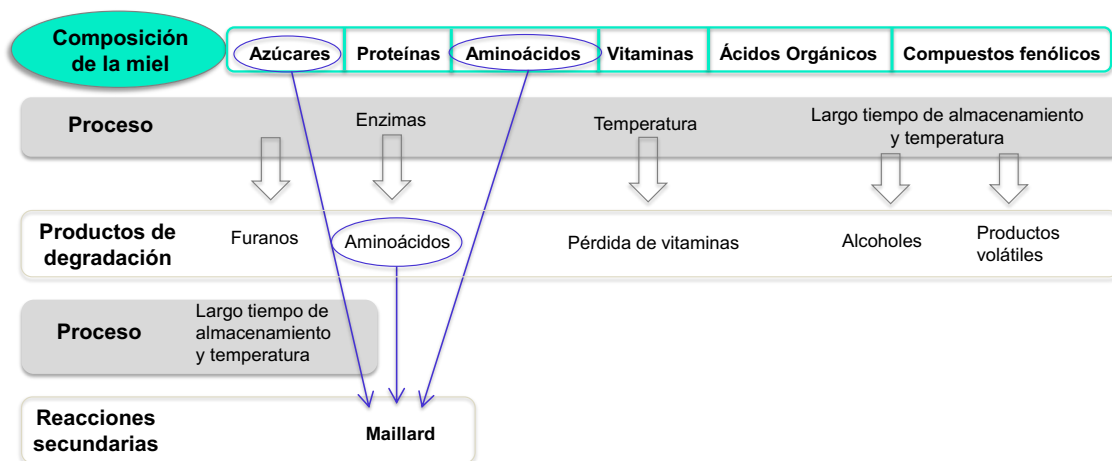 Composición
de la miel
Azúcares Proteínas Aminoácidos Vitaminas Ácidos Orgánicos Compuestos fenólicos
Proceso
Enzimas
Temperatura
Largo tiempo de almacenamiento
y temperatura
Productos de
degradación
Furanos
Aminoácidos
Pérdida de vitaminas
Alcoholes
Productos
volátiles
Proceso
Largo tiempo de
almacenamiento
y temperatura
Reacciones
secundarias
Maillard